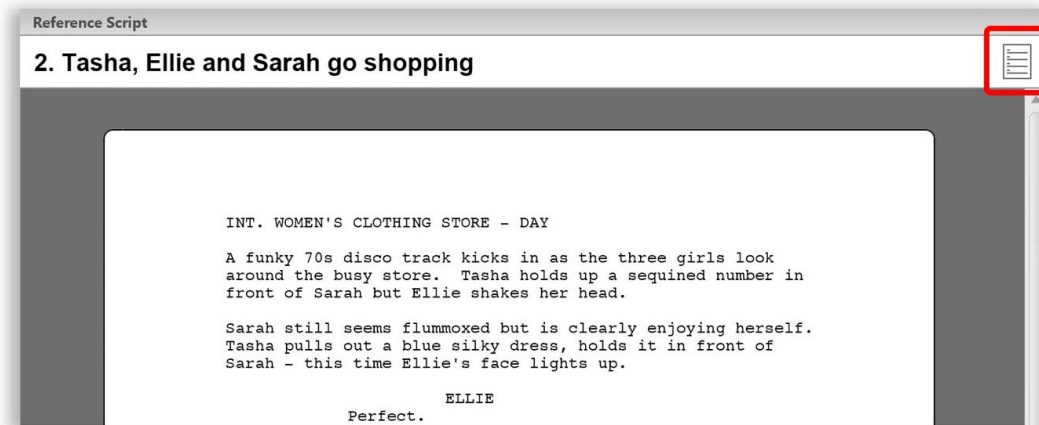 Reference Script
2. Tasha, Ellie and Sarah go shopping
INT. WOMEN'S CLOTHING STORE – DAY
A funky 70s disco track kicks in as the three girls look
around the busy store.  Tasha holds up a sequined number in
front of Sarah but Ellie shakes her head.
Sarah still seems flummoxed but is clearly enjoying herself.
Tasha pulls out a blue silky dress, holds it in front of
Sarah – this time Ellie's face lights up.
ELLIE
Perfect.